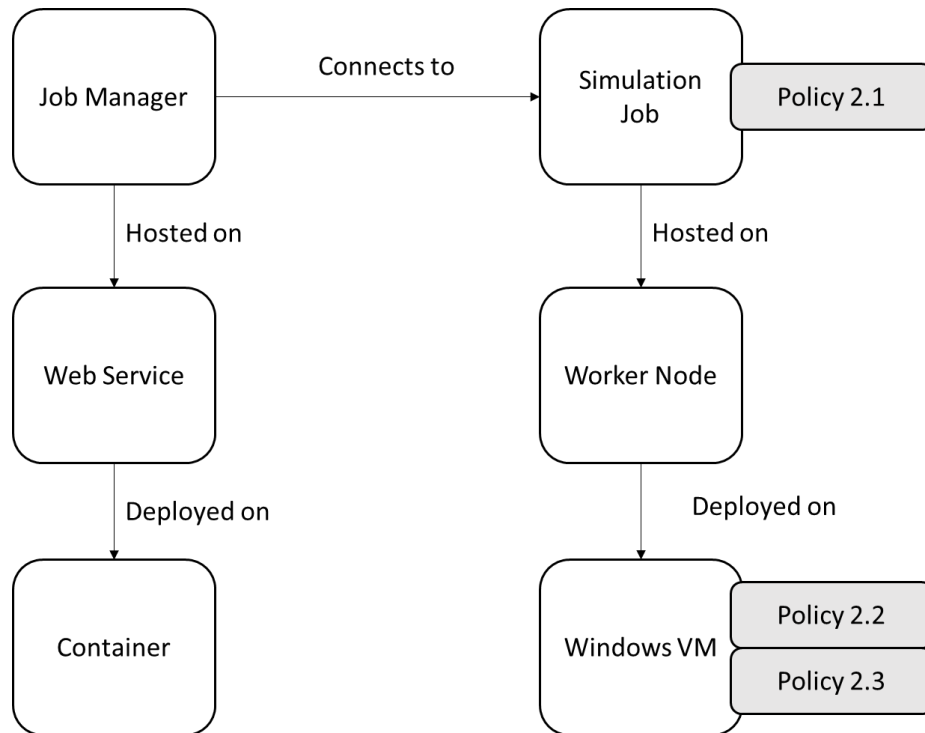 Connects to
Job Manager
Simulation
Job
Policy 2.1
Hosted on
Hosted on
Web Service
Worker Node
Deployed on
Deployed on
Container
Windows VM
Policy 2.2
Policy 2.3